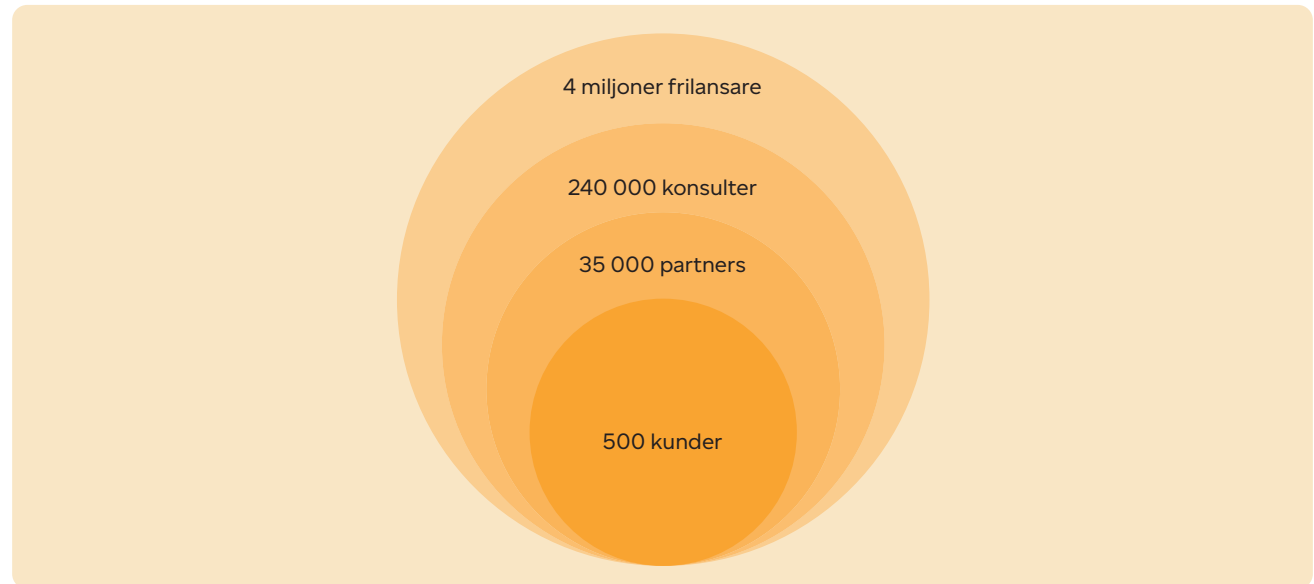 4 miljoner frilansare
240 000 konsulter
35 000 partners
500 kunder